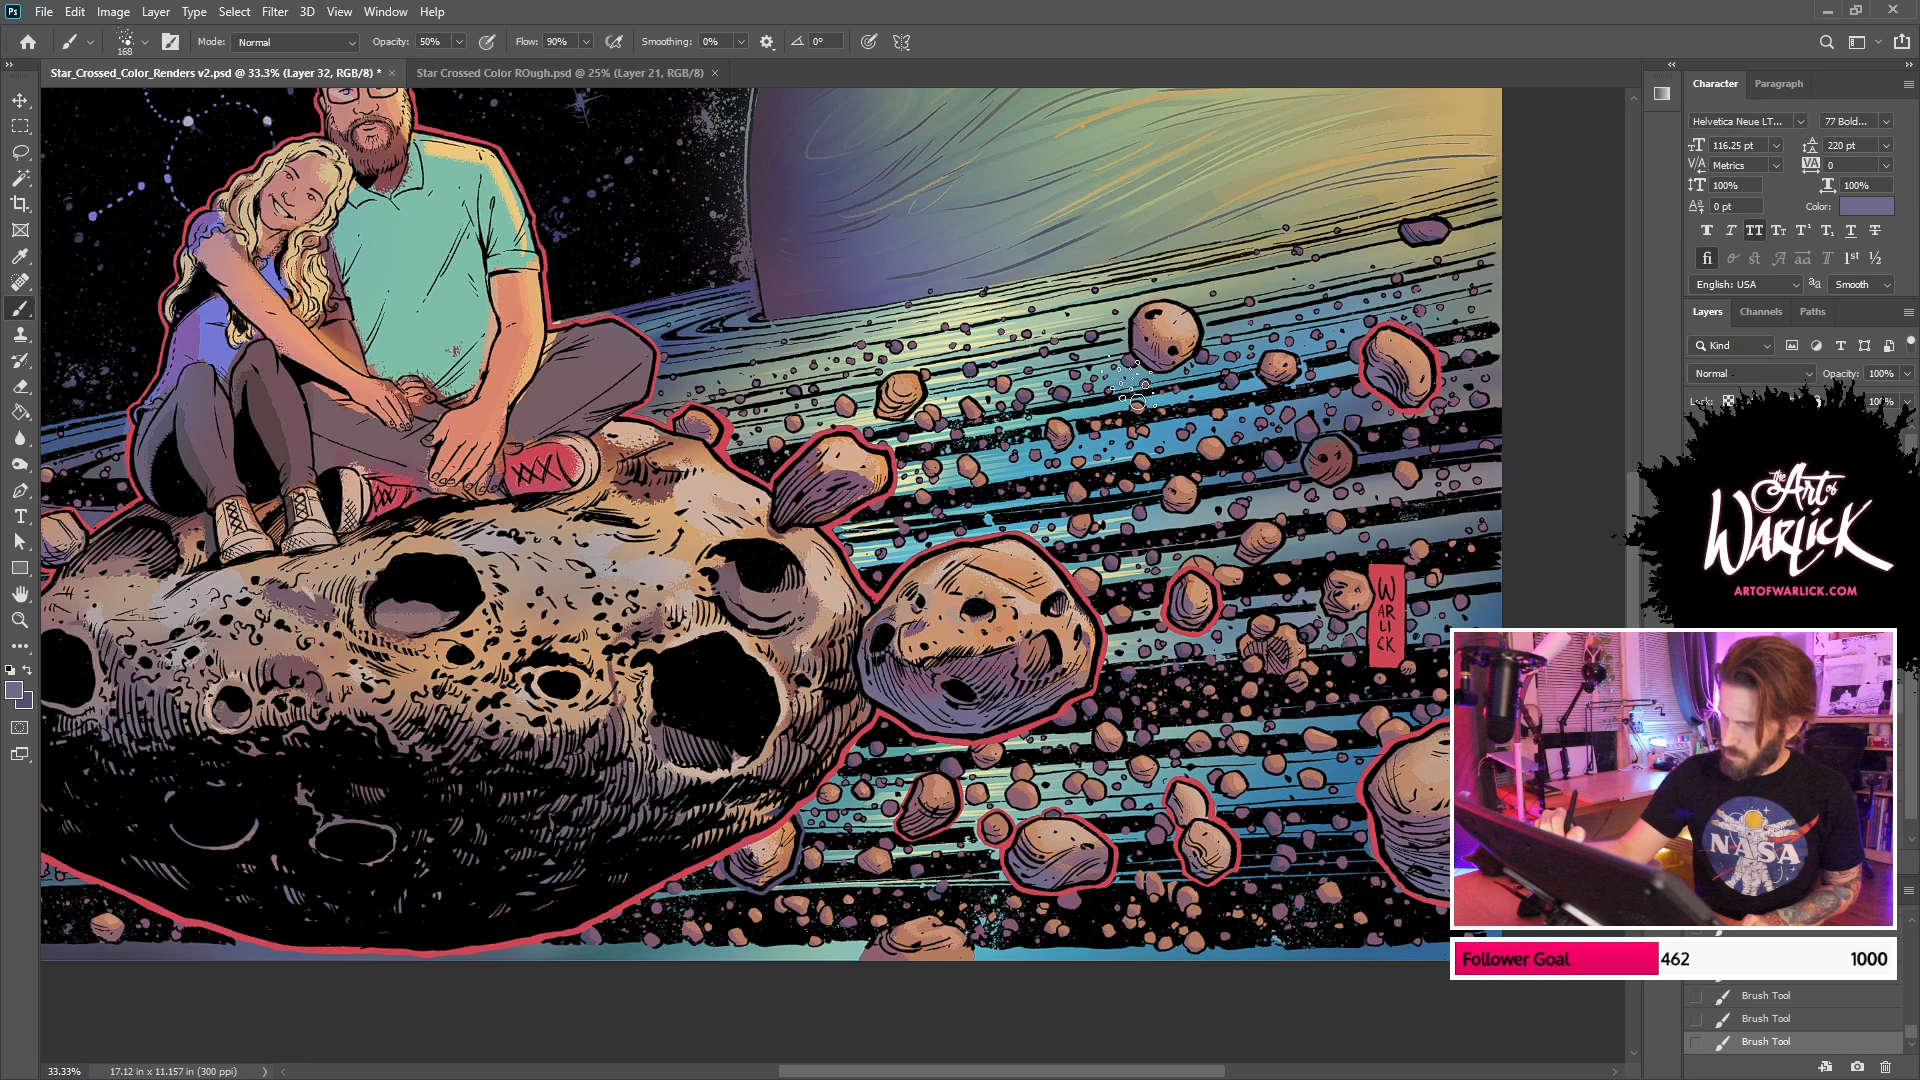 Ps File Edit Image Layer Type Select Filter 3D View Window Help
168 Mode: Normal Opacity: 50% Flow: 90% Smoothing: 0% 0°
Star_Crossed_Color_Renders v2.psd @ 33.3% (Layer 32, RGB/8) * × Star Crossed Color ROugh.psd @ 25% (Layer 21, RGB/8) ×
Character Paragraph
Helvetica Neue LT... 77 Bold...
116.25 pt 220 pt
Metrics 0
100% 100%
0 pt Color:
English: USA Smooth
Layers Channels Paths
Kind
Normal Opacity: 100%
100%
the Art of
Warlick
ARTOFWARLICK.COM
WARLICK
NASA
Follower Goal 462 1000
Brush Tool
Brush Tool
Brush Tool
33.33% 17.12 in x 11.157 in (300 ppi)